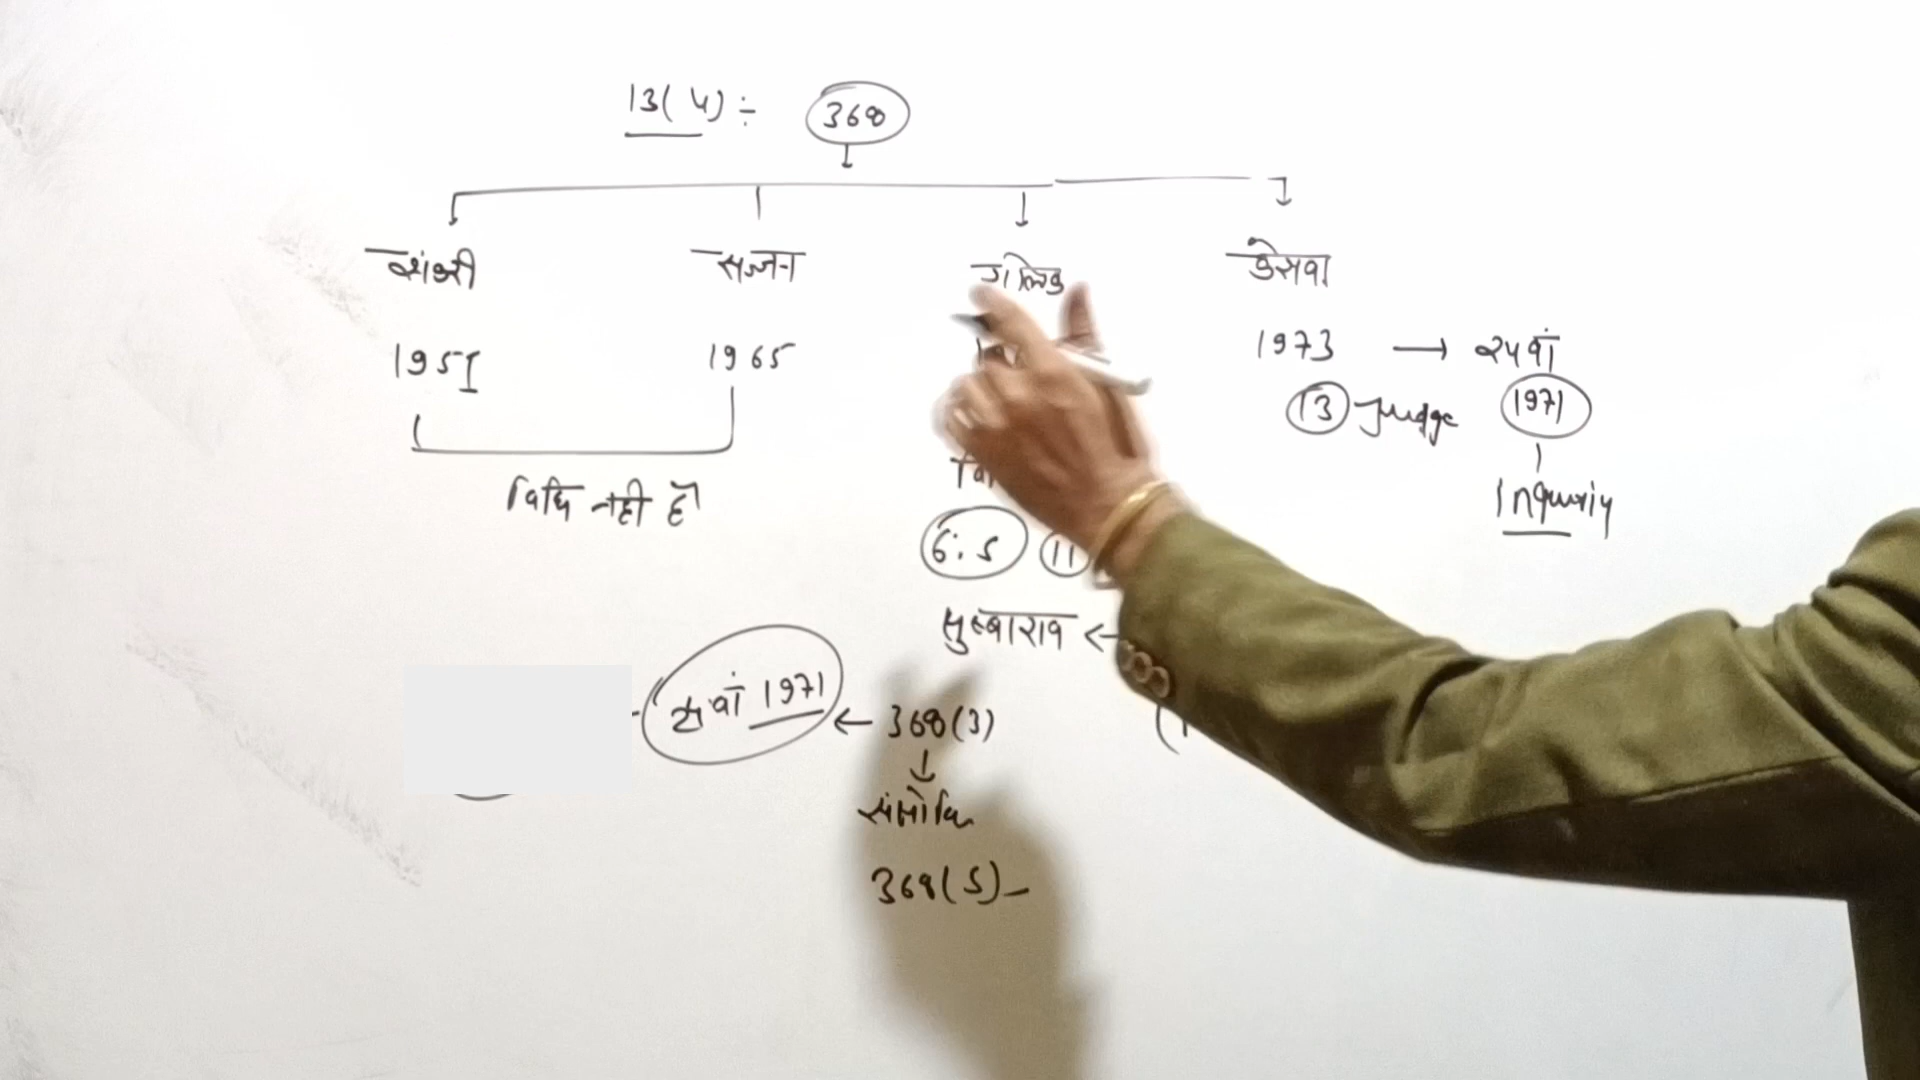 13(4) ÷ 368
शंकरी सज्जन गोलक केसवा
1951 1965 1973 → 24वां
13 Judge 1971
विधि नही है Inquiriy
6:5 11
सुब्बाराव ←
24वां 1971 ← 368(3)
↓
368(5) –